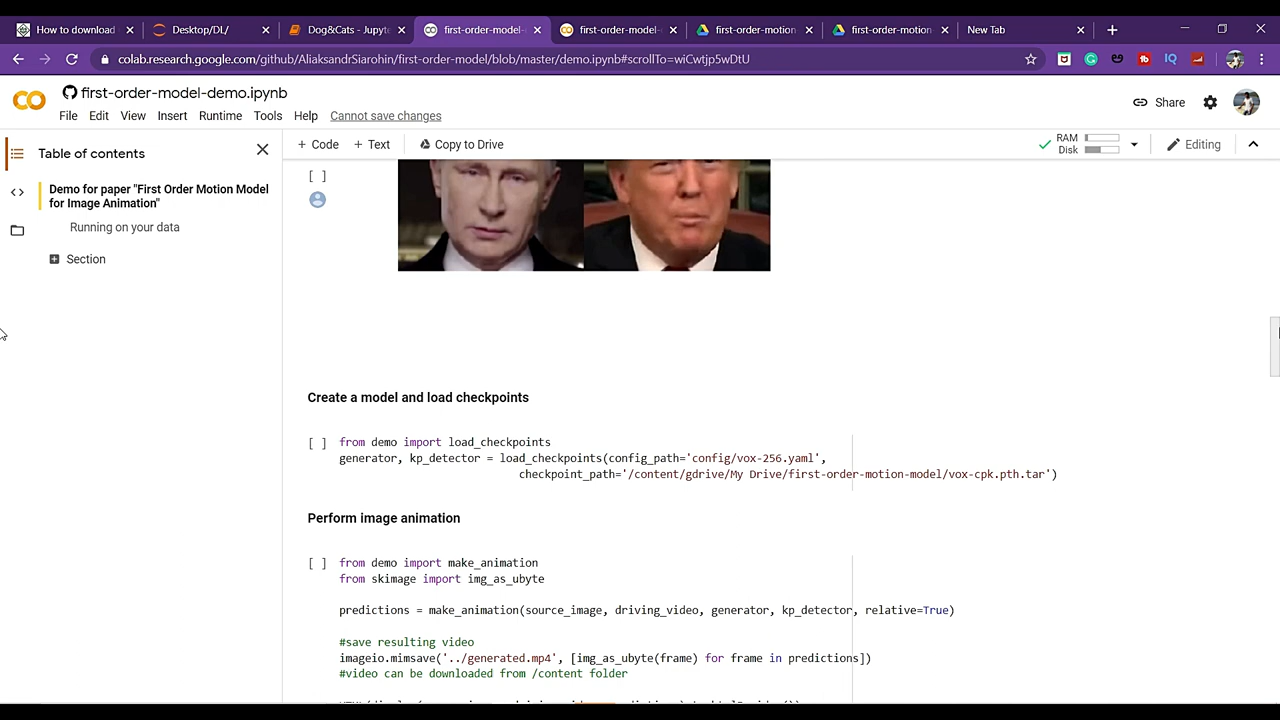 How to download
Desktop/DL/
Dog&Cats - Jupyte
first-order-model-
first-order-model-
first-order-motion
first-order-motion
New Tab
colab.research.google.com/github/AliaksandrSiarohin/first-order-model/blob/master/demo.ipynb#scrollTo=wiCwtjp5wDtU
first-order-model-demo.ipynb
Share
File Edit View Insert Runtime Tools Help Cannot save changes
Table of contents
+ Code + Text Copy to Drive
RAM
Disk
Editing
Demo for paper "First Order Motion Model
for Image Animation"
Running on your data
Section
[ ]
Create a model and load checkpoints
[ ] from demo import load_checkpoints
generator, kp_detector = load_checkpoints(config_path='config/vox-256.yaml',
checkpoint_path='/content/gdrive/My Drive/first-order-motion-model/vox-cpk.pth.tar')
Perform image animation
[ ] from demo import make_animation
from skimage import img_as_ubyte
predictions = make_animation(source_image, driving_video, generator, kp_detector, relative=True)
#save resulting video
imageio.mimsave('../generated.mp4', [img_as_ubyte(frame) for frame in predictions])
#video can be downloaded from /content folder